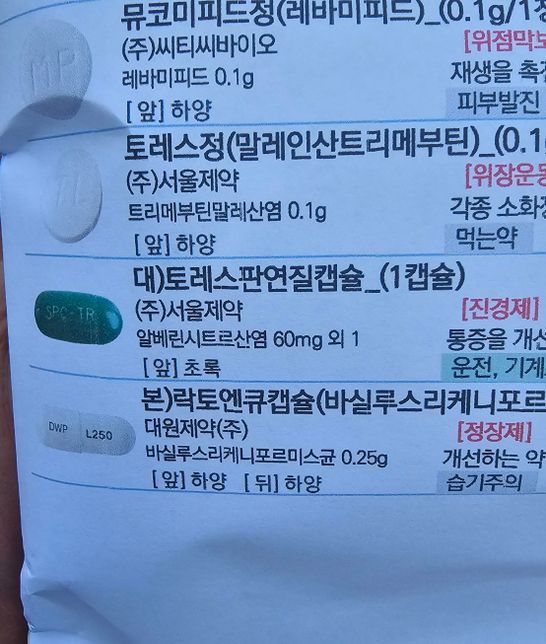 뮤코미피드정(레바미피드)_(0.1g/1정
MP
(주)씨티씨바이오
[위점막보
레바미피드 0.1g
재생을 촉진
[앞] 하양
피부발진
토레스정(말레인산트리메부틴)_(0.1
(주)서울제약
[위장운동
트리메부틴말레산염 0.1g
각종 소화
[앞] 하양
먹는약
대)토레스판연질캡슐_(1캡슐)
SPC-TR
(주)서울제약
[진경제]
알베린시트르산염 60mg 외 1
통증을 개선
[앞] 초록
운전, 기계
본)락토엔큐캡슐(바실루스리케니포르
DWP L250
대원제약(주)
[정장제]
바실루스리케니포르미스균 0.25g
개선하는 약
[앞] 하양 [뒤] 하양
습기주의